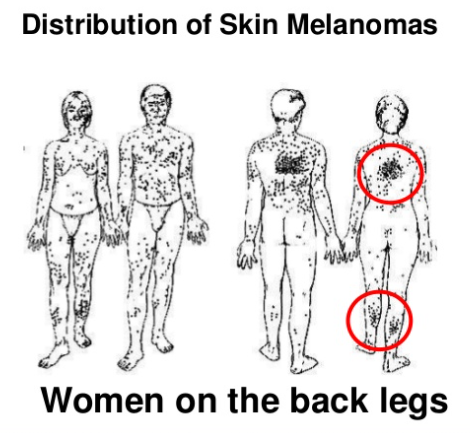 Distribution of Skin Melanomas
Women on the back legs